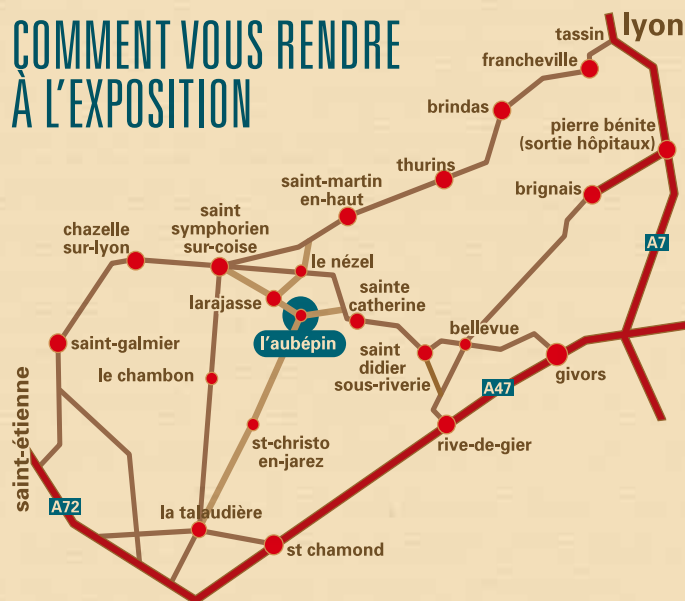 COMMENT VOUS RENDRE
À L'EXPOSITION
lyon
tassin
francheville
brindas
pierre bénite
(sortie hôpitaux)
thurins
saint-martin
en-haut
brignais
saint
symphorien
sur-coise
chazelle
sur-lyon
A7
le nézel
larajasse
sainte
catherine
l'aubépin
bellevue
saint-galmier
saint
didier
sous-riverie
le chambon
givors
A47
saint-étienne
st-christo
en-jarez
rive-de-gier
A72
la talaudière
st chamond